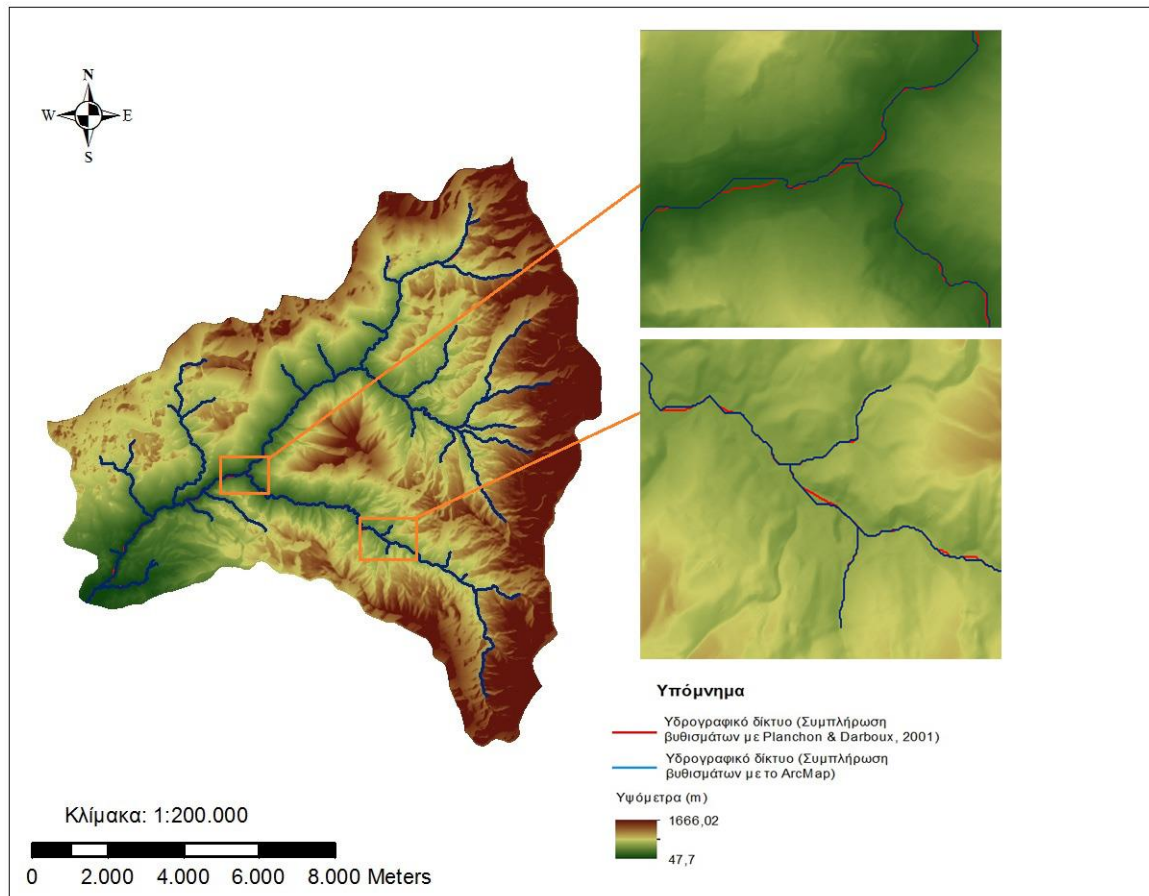 N
W E
S
Υπόμνημα
Υδρογραφικό δίκτυο (Συμπλήρωση
βυθισμάτων με Planchon & Darboux, 2001)
Υδρογραφικό δίκτυο (Συμπλήρωση
βυθισμάτων με το ArcMap)
Υψόμετρα (m)
1666,02
47,7
Κλίμακα: 1:200.000
0 2.000 4.000 6.000 8.000 Meters